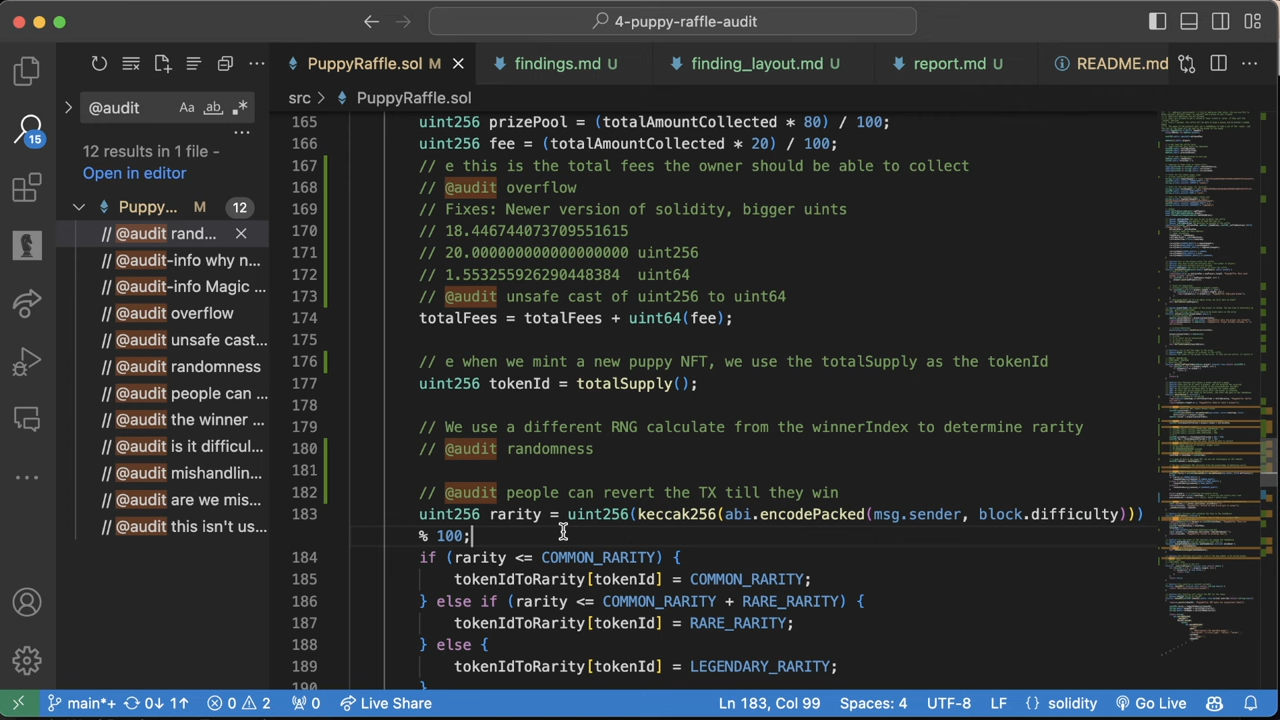 4-puppy-raffle-audit
PuppyRaffle.sol M
findings.md U
finding_layout.md U
report.md U
README.md
@audit
Aa ab
PuppyRaffle.sol
15
12 results in 1 file -
Open in editor
Puppy... M 12
// @audit rand...
// @audit-info why n...
// @audit-info Magic ...
// @audit overflow
// @audit unsafe cast...
// @audit randomness
// @audit people can ...
// @audit the winner ...
// @audit is it difficul...
// @audit mishandlin...
// @audit are we mis...
// @audit this isn't us...
src > PuppyRaffle.sol
165 uint256 prizePool = (totalAmountCollected * 80) / 100;
uint256 fee = (totalAmountCollected * 20) / 100;
167 // e this is the total fees the owner should be able to collect
168 // @audit overflow
169 // Fix: Newer version of solidity, bigger uints
170 // 18.446744073709551615
171 // 20.000000000000000000 uint256
172 // 1.553255926290448384 uint64
173 // @audit unsafe cast of uint256 to uint64
174 totalFees = totalFees + uint64(fee);
175
176 // e when we mint a new pupy NFT, we use the totalSupply as the tokenId
177 uint256 tokenId = totalSupply();
178
179 // We use a different RNG calculate from the winnerIndex to determine rarity
180 // @audit randomness
181
182 // @audit people can revert the TX till they win
183 uint256 rarity = uint256(keccak256(abi.encodePacked(msg.sender, block.difficulty)))
% 100;
184 if (rarity <= COMMON_RARITY) {
185 tokenIdToRarity[tokenId] = COMMON_RARITY;
186 } else if (rarity <= COMMON_RARITY + RARE_RARITY) {
187 tokenIdToRarity[tokenId] = RARE_RARITY;
188 } else {
189 tokenIdToRarity[tokenId] = LEGENDARY_RARITY;
190 }
main*+ 0↓ 1↑ 0 2 0 Live Share Ln 183, Col 99 Spaces: 4 UTF-8 LF {} solidity Go Live